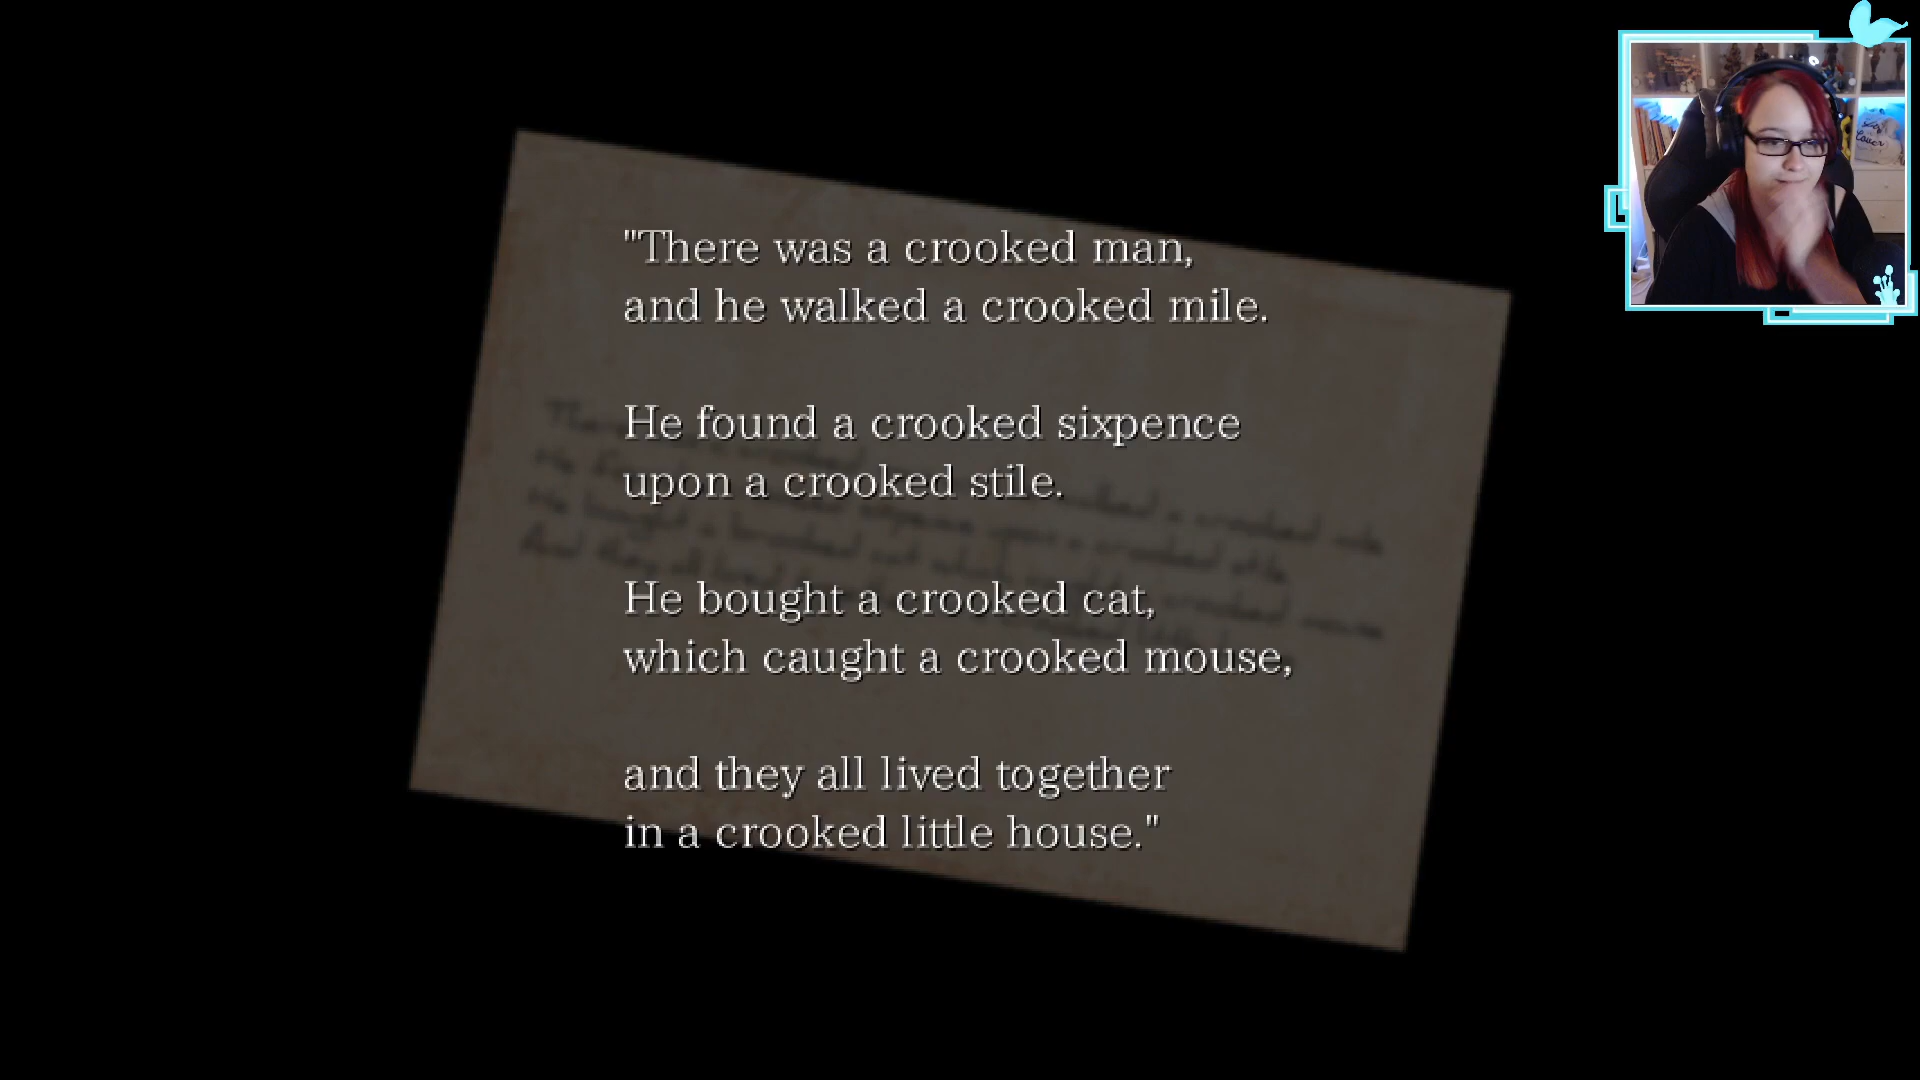 "There was a crooked man,
and he walked a crooked mile.
He found a crooked sixpence
upon a crooked stile.
He bought a crooked cat,
which caught a crooked mouse,
and they all lived together
in a crooked little house."